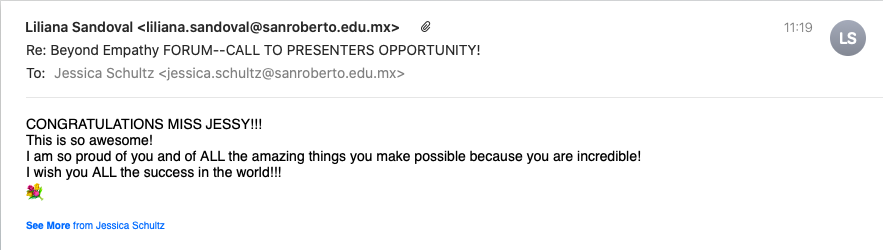 Liliana Sandoval <liliana.sandoval@sanroberto.edu.mx>
11:19
LS
Re: Beyond Empathy FORUM--CALL TO PRESENTERS OPPORTUNITY!
To: Jessica Schultz <jessica.schultz@sanroberto.edu.mx>
CONGRATULATIONS MISS JESSY!!!
This is so awesome!
I am so proud of you and of ALL the amazing things you make possible because you are incredible!
I wish you ALL the success in the world!!!
💐
See More from Jessica Schultz